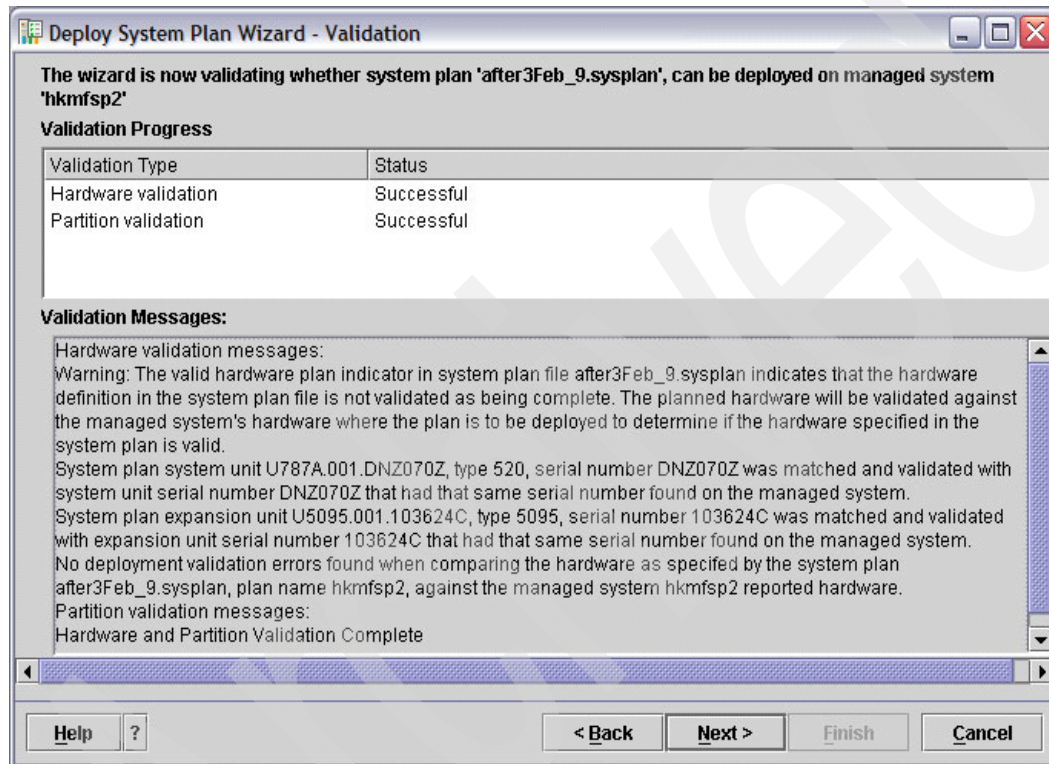 Deploy System Plan Wizard - Validation
The wizard is now validating whether system plan 'after3Feb_9.sysplan', can be deployed on managed system
'hkmfsp2'
Validation Progress
Validation Type Status
Hardware validation Successful
Partition validation Successful
Validation Messages:
Hardware validation messages:
Warning: The valid hardware plan indicator in system plan file after3Feb_9.sysplan indicates that the hardware
definition in the system plan file is not validated as being complete. The planned hardware will be validated against
the managed system's hardware where the plan is to be deployed to determine if the hardware specified in the
system plan is valid.
System plan system unit U787A.001.DNZ070Z, type 520, serial number DNZ070Z was matched and validated with
system unit serial number DNZ070Z that had that same serial number found on the managed system.
System plan expansion unit U5095.001.103624C, type 5095, serial number 103624C was matched and validated
with expansion unit serial number 103624C that had that same serial number found on the managed system.
No deployment validation errors found when comparing the hardware as specifed by the system plan
after3Feb_9.sysplan, plan name hkmfsp2, against the managed system hkmfsp2 reported hardware.
Partition validation messages:
Hardware and Partition Validation Complete
Help ? < Back Next > Finish Cancel